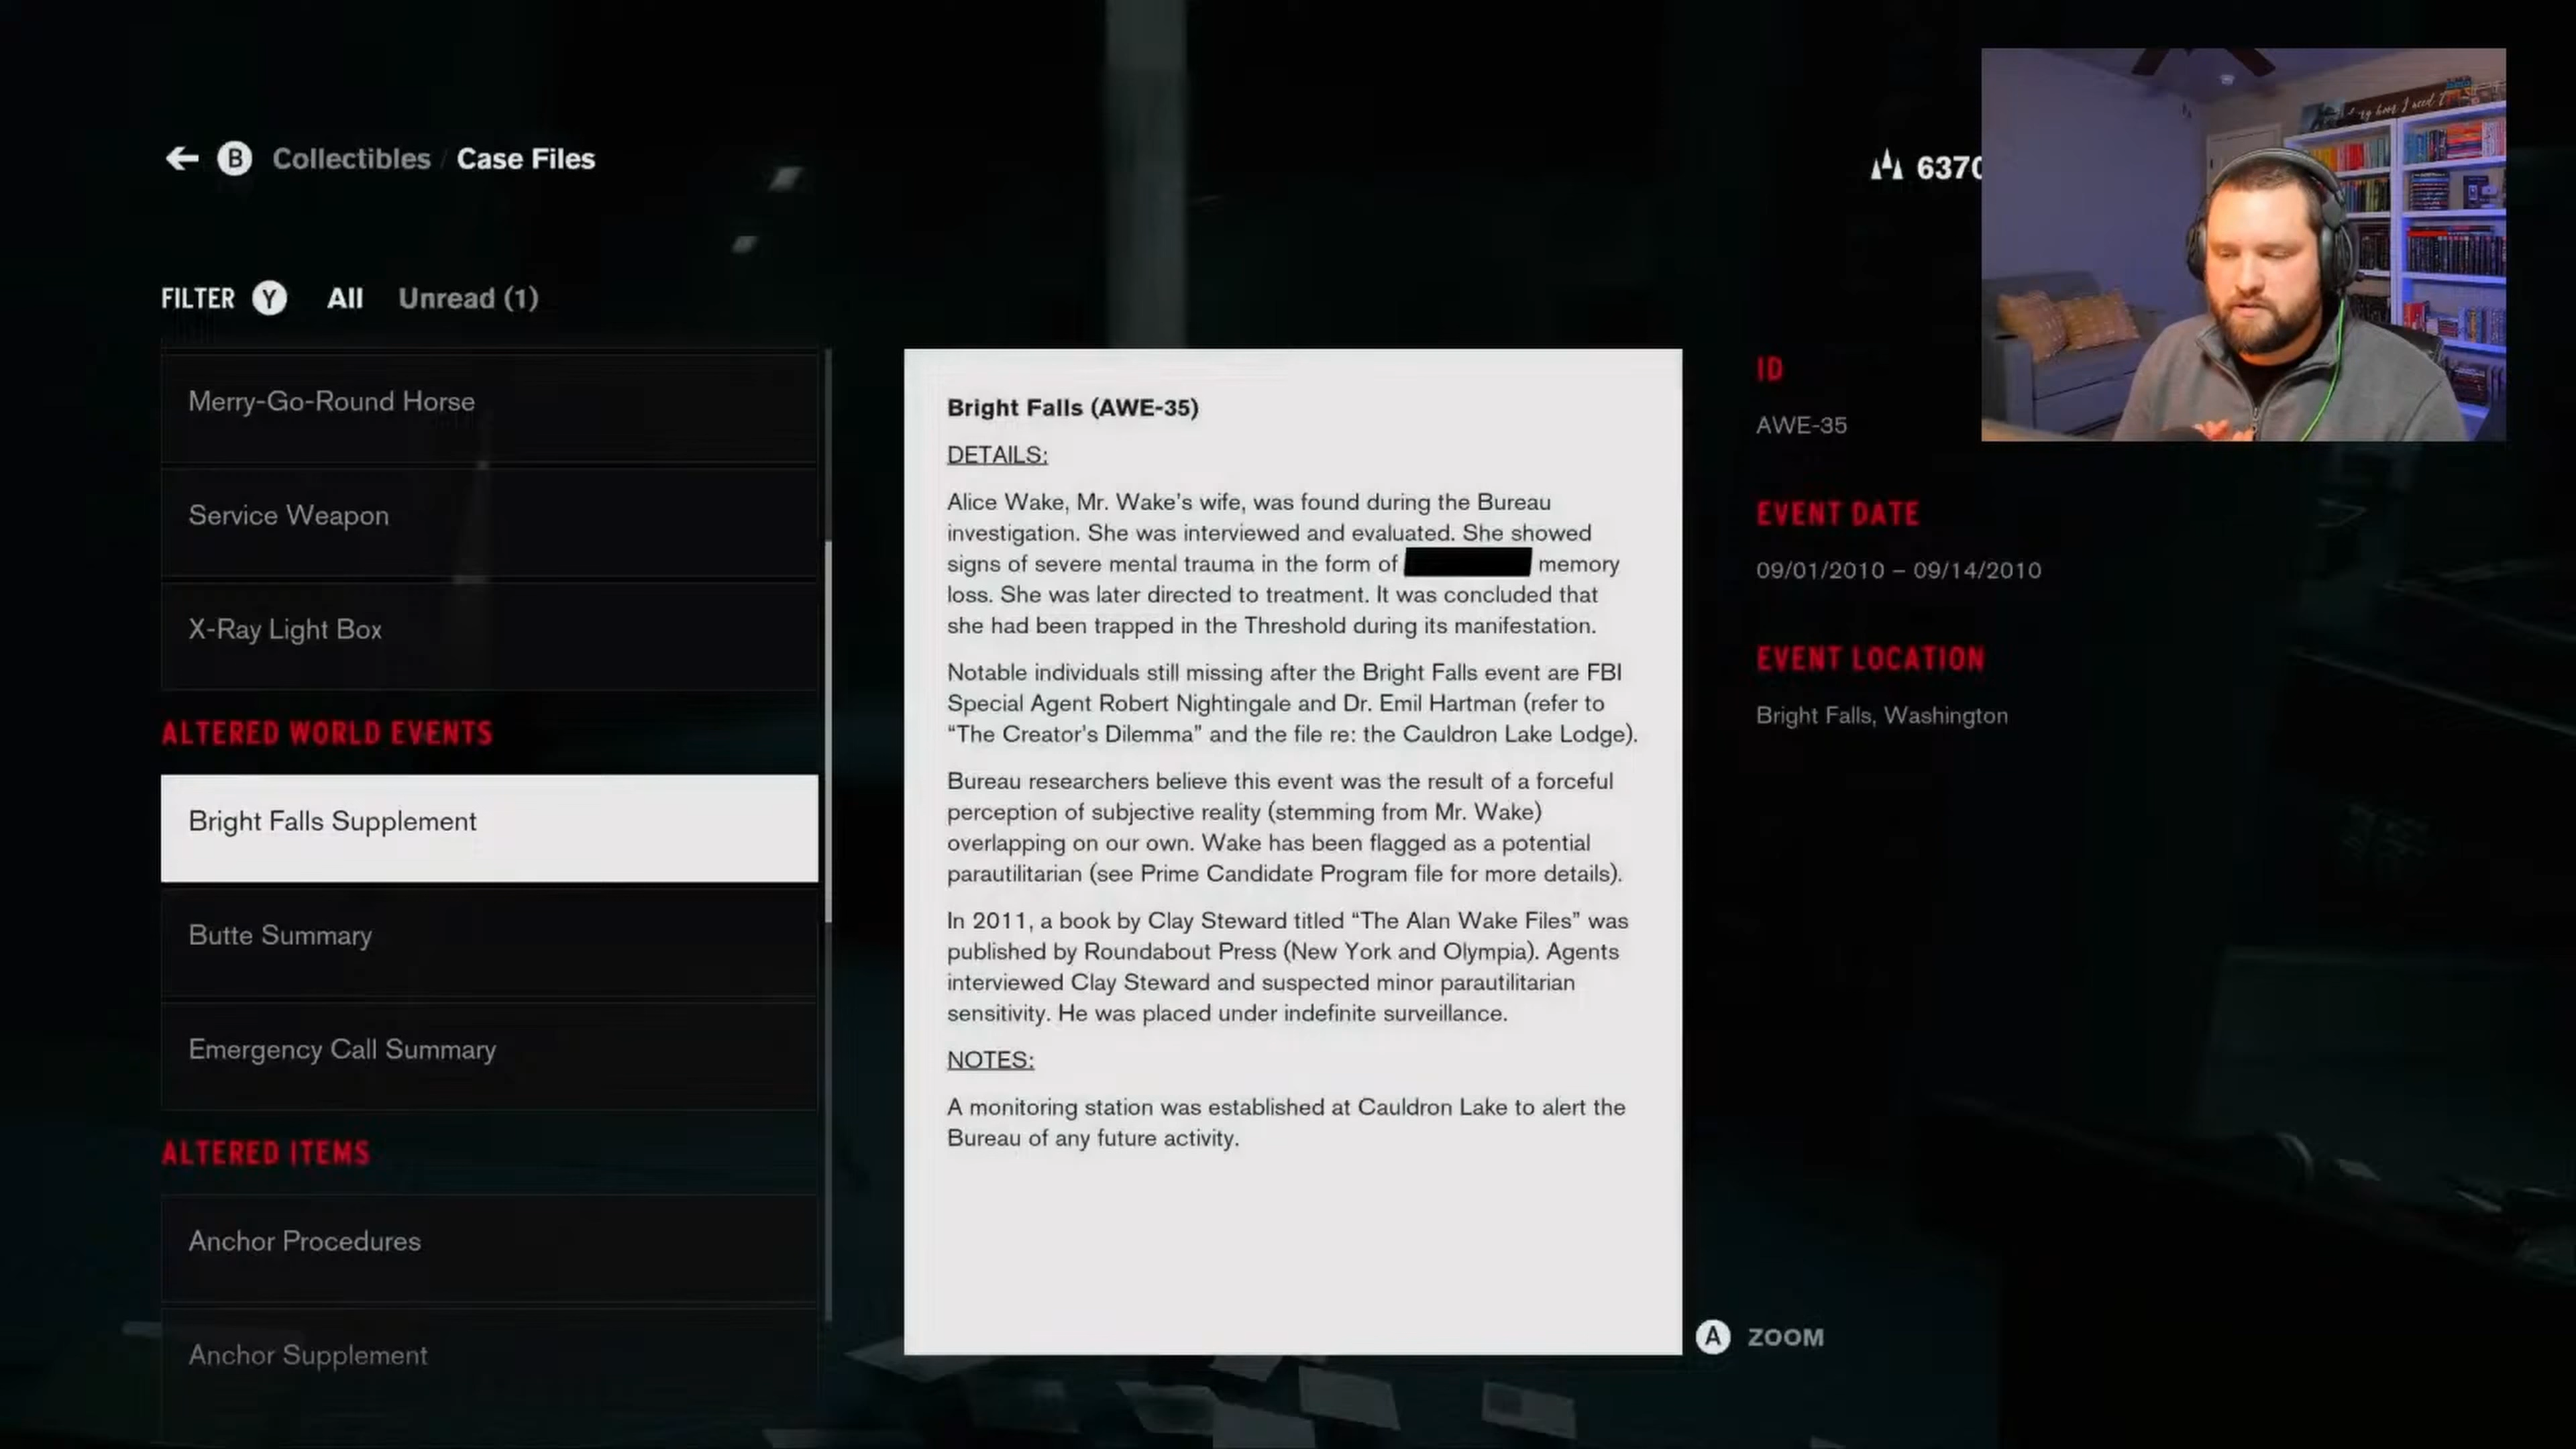 B Collectibles / Case Files
6370
FILTER Y All Unread (1)
Merry-Go-Round Horse
Service Weapon
X-Ray Light Box
ALTERED WORLD EVENTS
Bright Falls Supplement
Butte Summary
Emergency Call Summary
ALTERED ITEMS
Anchor Procedures
Anchor Supplement
Bright Falls (AWE-35)
DETAILS:
Alice Wake, Mr. Wake's wife, was found during the Bureau
investigation. She was interviewed and evaluated. She showed
signs of severe mental trauma in the form of memory
loss. She was later directed to treatment. It was concluded that
she had been trapped in the Threshold during its manifestation.
Notable individuals still missing after the Bright Falls event are FBI
Special Agent Robert Nightingale and Dr. Emil Hartman (refer to
“The Creator's Dilemma” and the file re: the Cauldron Lake Lodge).
Bureau researchers believe this event was the result of a forceful
perception of subjective reality (stemming from Mr. Wake)
overlapping on our own. Wake has been flagged as a potential
parautilitarian (see Prime Candidate Program file for more details).
In 2011, a book by Clay Steward titled “The Alan Wake Files” was
published by Roundabout Press (New York and Olympia). Agents
interviewed Clay Steward and suspected minor parautilitarian
sensitivity. He was placed under indefinite surveillance.
NOTES:
A monitoring station was established at Cauldron Lake to alert the
Bureau of any future activity.
ID
AWE-35
EVENT DATE
09/01/2010 – 09/14/2010
EVENT LOCATION
Bright Falls, Washington
A ZOOM